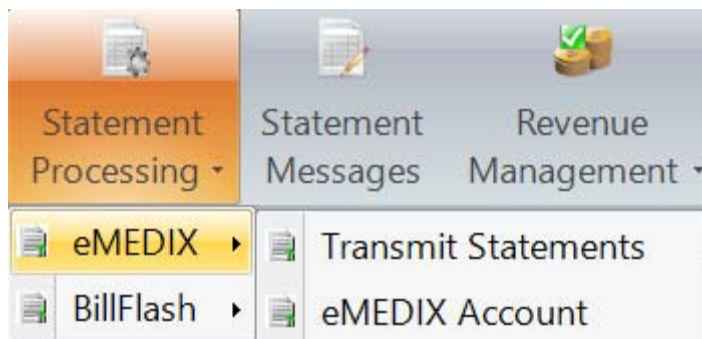 Statement
Processing
Statement
Messages
Revenue
Management
eMEDIX
Transmit Statements
BillFlash
eMEDIX Account